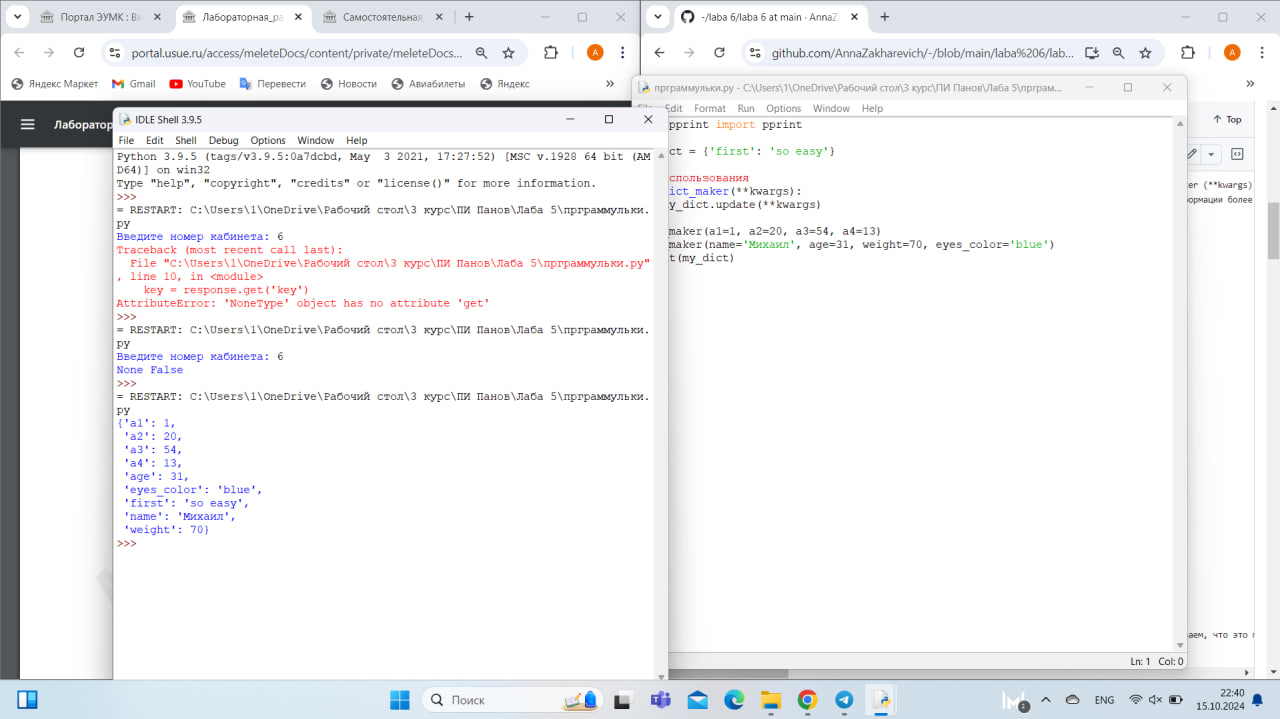 Портал ЭУМК : Вх
Лабораторная_ра
Самостоятельная
portal.usue.ru/access/meleteDocs/content/private/meleteDocs...
A
Яндекс Маркет
Gmail
YouTube
Перевести
Новости
Авиабилеты
Яндекс
»
Лаборатор
-/laba 6/laba 6 at main · AnnaZ
github.com/AnnaZakharevich/-/blob/main/laba%206/lab...
A
»
Top
er (**kwargs)
ормации более
аем, что это
IDLE Shell 3.9.5
File Edit Shell Debug Options Window Help
Python 3.9.5 (tags/v3.9.5:0a7dcbd, May  3 2021, 17:27:52) [MSC v.1928 64 bit (AM
D64)] on win32
Type "help", "copyright", "credits" or "license()" for more information.
>>>
= RESTART: C:\Users\1\OneDrive\Рабочий стол\3 курс\ПИ Панов\Лаба 5\прграммульки.
py
Введите номер кабинета: 6
Traceback (most recent call last):
  File "C:\Users\1\OneDrive\Рабочий стол\3 курс\ПИ Панов\Лаба 5\прграммульки.py"
, line 10, in <module>
    key = response.get('key')
AttributeError: 'NoneType' object has no attribute 'get'
>>>
= RESTART: C:\Users\1\OneDrive\Рабочий стол\3 курс\ПИ Панов\Лаба 5\прграммульки.
py
Введите номер кабинета: 6
None False
>>>
= RESTART: C:\Users\1\OneDrive\Рабочий стол\3 курс\ПИ Панов\Лаба 5\прграммульки.
py
{'a1': 1,
 'a2': 20,
 'a3': 54,
 'a4': 13,
 'age': 31,
 'eyes_color': 'blue',
 'first': 'so easy',
 'name': 'Михаил',
 'weight': 70}
>>>
прграммульки.py - C:\Users\1\OneDrive\Рабочий стол\3 курс\ПИ Панов\Лаба 5\прграм...
Edit Format Run Options Window Help
pprint import pprint
ct = {'first': 'so easy'}
спользования
ict_maker(**kwargs):
y_dict.update(**kwargs)
maker(a1=1, a2=20, a3=54, a4=13)
maker(name='Михаил', age=31, weight=70, eyes_color='blue')
t(my_dict)
Ln: 1 Col: 0
Поиск
2
ENG
22:40
15.10.2024